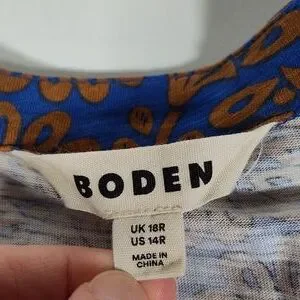 BODEN
UK 18R
US 14R
MADE IN
CHINA